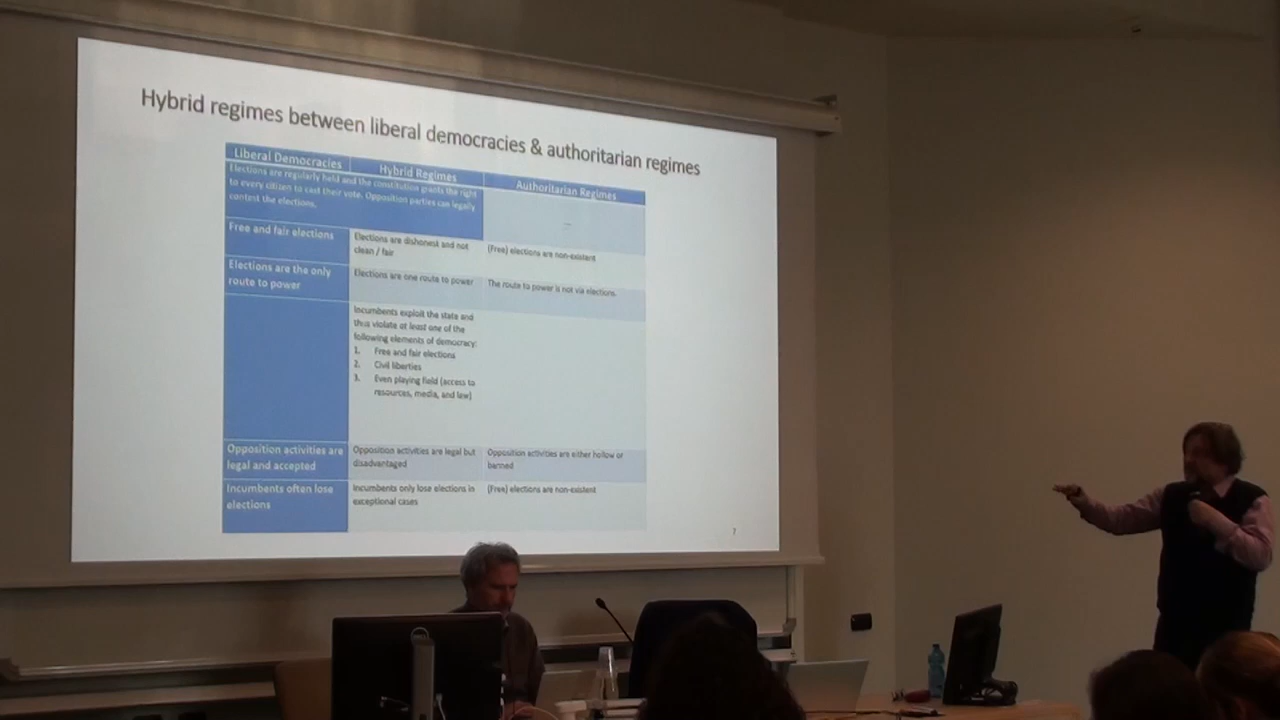 Hybrid regimes between liberal democracies & authoritarian regimes
Liberal Democracies
Hybrid Regimes
Authoritarian Regimes
Elections are regularly held and the constitution grants the right
to every citizen to cast their vote. Opposition parties can legally
contest the elections.
—
Free and fair elections
Elections are dishonest and not
clean / fair
(Free) elections are non-existent
Elections are the only
route to power
Elections are one route to power
The route to power is not via elections.
Incumbents exploit the state and
thus violate at least one of the
following elements of democracy:
1. Free and fair elections
2. Civil liberties
3. Even playing field (access to
resources, media, and law)
Opposition activities are
legal and accepted
Opposition activities are legal but
disadvantaged
Opposition activities are either hollow or
banned
Incumbents often lose
elections
Incumbents only lose elections in
exceptional cases
(Free) elections are non-existent
7